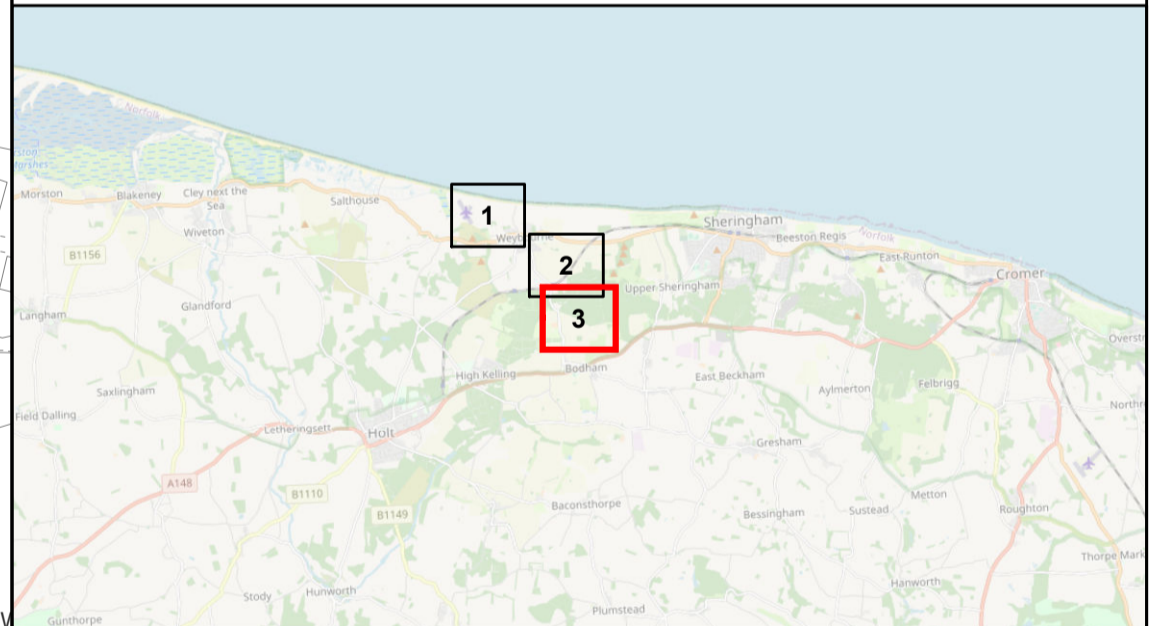 Norfolk
Morston
Blakeney
Cley next the
Sea
Salthouse
1
Weybourne
Sheringham
Beeston Regis
Norfolk
Wiveton
B1156
2
East Runton
Cromer
Upper Sheringham
Glandford
Langham
3
Bodham
High Kelling
East Beckham
Aylmerton
Felbrigg
Saxlingham
Field Dalling
Letheringsett
Holt
Gresham
A148
B1110
B1149
Baconsthorpe
Bessingham
Sustead
Metton
Roughton
Thorpe Mark
Hanworth
Stody
Hunworth
Plumstead
Gunthorpe